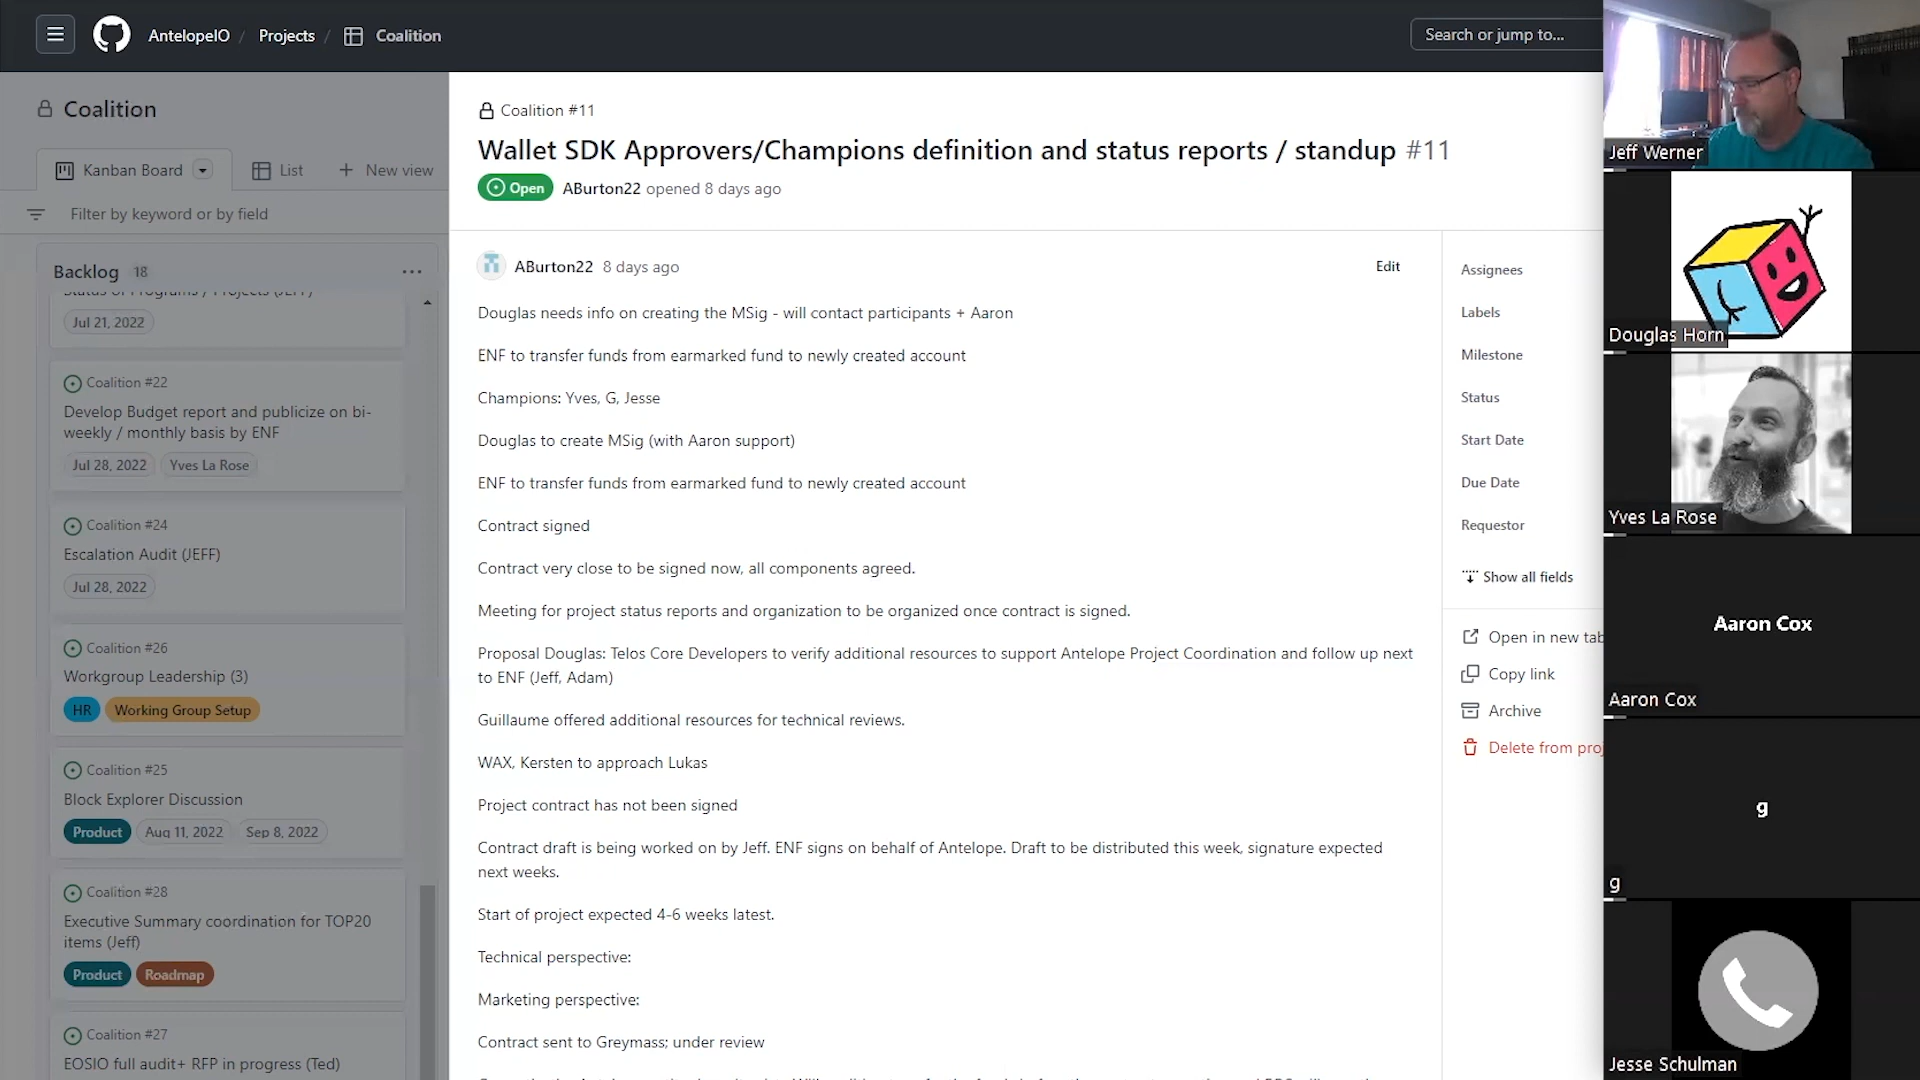 AntelopeIO / Projects / Coalition
Search or jump to...
Coalition
Kanban Board
List
New view
Filter by keyword or by field
Backlog 18
Status of Programs / Projects (JEFF)
Jul 21, 2022
Coalition #22
Develop Budget report and publicize on bi-
weekly / monthly basis by ENF
Jul 28, 2022 Yves La Rose
Coalition #24
Escalation Audit (JEFF)
Jul 28, 2022
Coalition #26
Workgroup Leadership (3)
HR Working Group Setup
Coalition #25
Block Explorer Discussion
Product Aug 11, 2022 Sep 8, 2022
Coalition #28
Executive Summary coordination for TOP20
items (Jeff)
Product Roadmap
Coalition #27
EOSIO full audit+ RFP in progress (Ted)
Coalition #11
Wallet SDK Approvers/Champions definition and status reports / standup #11
Open ABurton22 opened 8 days ago
ABurton22 8 days ago
Edit
Douglas needs info on creating the MSig - will contact participants + Aaron
ENF to transfer funds from earmarked fund to newly created account
Champions: Yves, G, Jesse
Douglas to create MSig (with Aaron support)
ENF to transfer funds from earmarked fund to newly created account
Contract signed
Contract very close to be signed now, all components agreed.
Meeting for project status reports and organization to be organized once contract is signed.
Proposal Douglas: Telos Core Developers to verify additional resources to support Antelope Project Coordination and follow up next
to ENF (Jeff, Adam)
Guillaume offered additional resources for technical reviews.
WAX, Kersten to approach Lukas
Project contract has not been signed
Contract draft is being worked on by Jeff. ENF signs on behalf of Antelope. Draft to be distributed this week, signature expected
next weeks.
Start of project expected 4-6 weeks latest.
Technical perspective:
Marketing perspective:
Contract sent to Greymass; under review
Assignees
Labels
Milestone
Status
Start Date
Due Date
Requestor
Show all fields
Open in new tab
Copy link
Archive
Delete from proj
Jeff Werner
Douglas Horn
Yves La Rose
Aaron Cox
Aaron Cox
g
g
Jesse Schulman